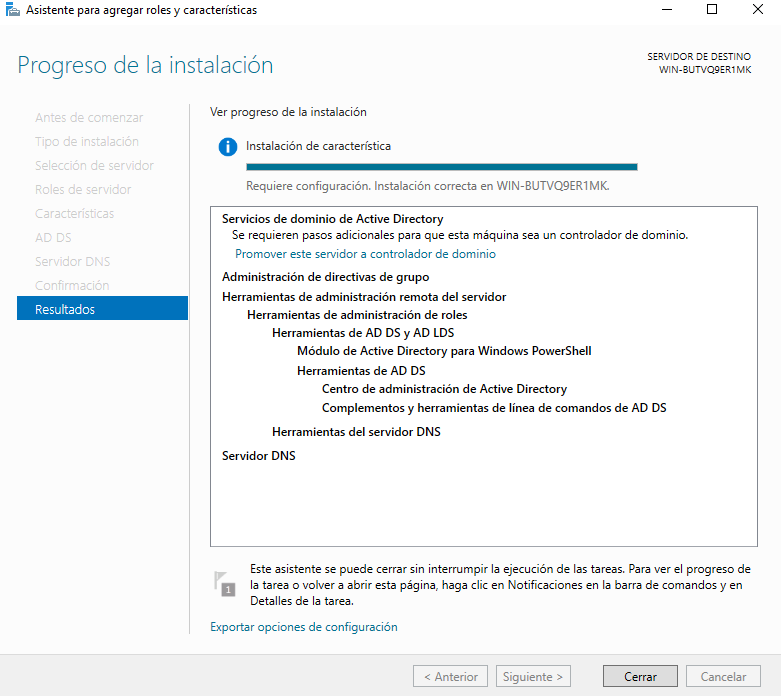 Asistente para agregar roles y características
Progreso de la instalación
SERVIDOR DE DESTINO
WIN-BUTVQ9ER1MK
Antes de comenzar
Tipo de instalación
Selección de servidor
Roles de servidor
Características
AD DS
Servidor DNS
Confirmación
Resultados
Ver progreso de la instalación
Instalación de característica
Requiere configuración. Instalación correcta en WIN-BUTVQ9ER1MK.
Servicios de dominio de Active Directory
Se requieren pasos adicionales para que esta máquina sea un controlador de dominio.
Promover este servidor a controlador de dominio
Administración de directivas de grupo
Herramientas de administración remota del servidor
Herramientas de administración de roles
Herramientas de AD DS y AD LDS
Módulo de Active Directory para Windows PowerShell
Herramientas de AD DS
Centro de administración de Active Directory
Complementos y herramientas de línea de comandos de AD DS
Herramientas del servidor DNS
Servidor DNS
1
Este asistente se puede cerrar sin interrumpir la ejecución de las tareas. Para ver el progreso de
la tarea o volver a abrir esta página, haga clic en Notificaciones en la barra de comandos y en
Detalles de la tarea.
Exportar opciones de configuración
< Anterior
Siguiente >
Cerrar
Cancelar